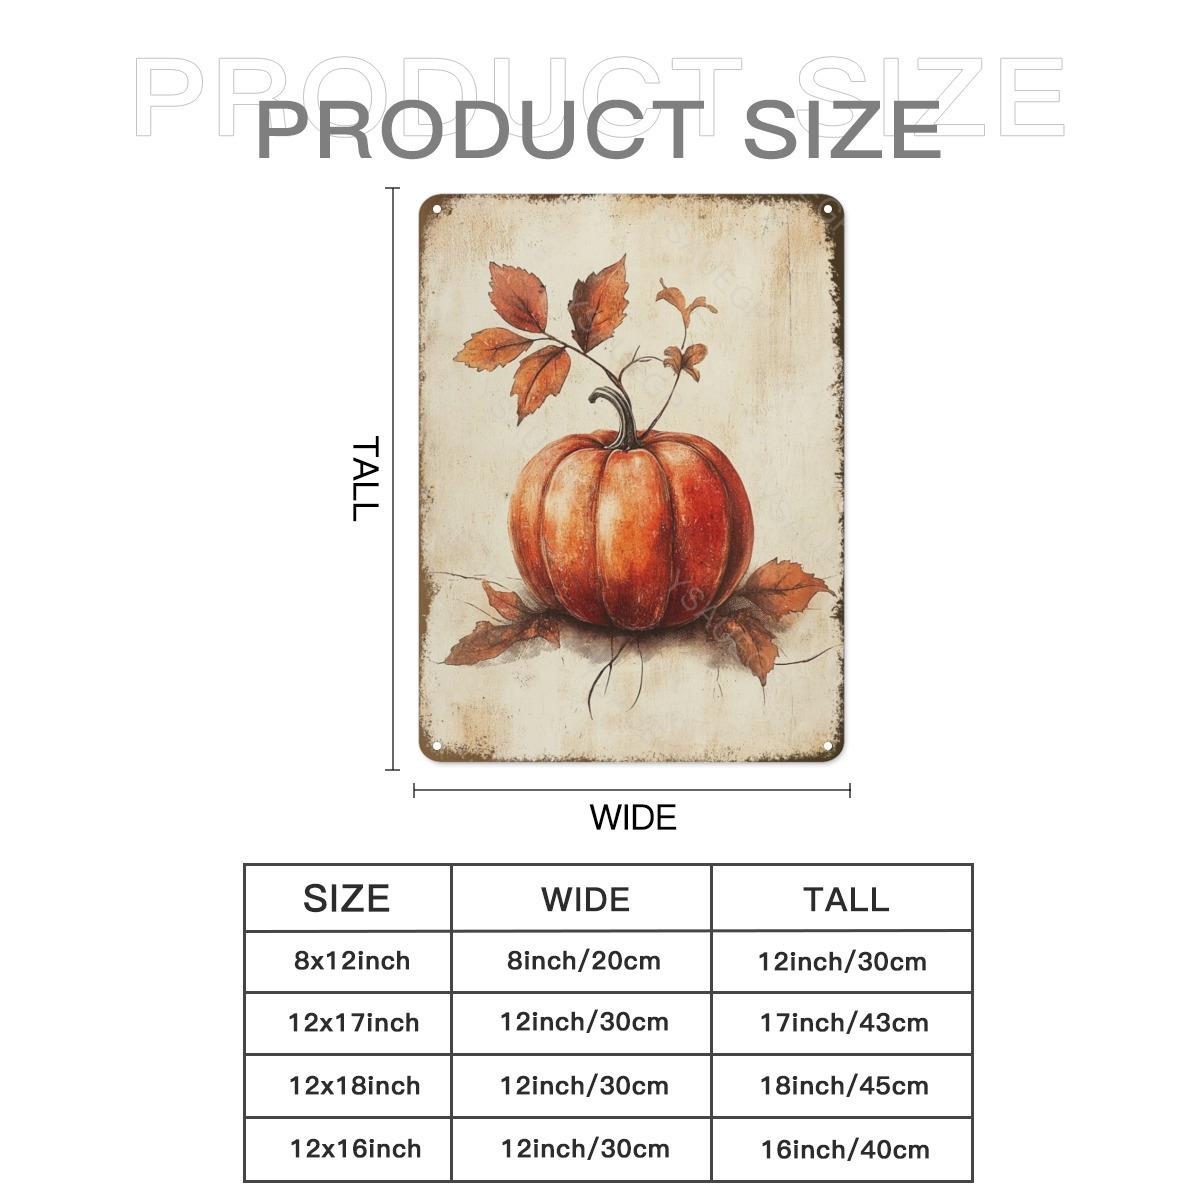 PRODUCT SIZE
PRODUCT SIZE
TALL
WIDE
SIZE WIDE TALL
8x12inch 8inch/20cm 12inch/30cm
12x17inch 12inch/30cm 17inch/43cm
12x18inch 12inch/30cm 18inch/45cm
12x16inch 12inch/30cm 16inch/40cm